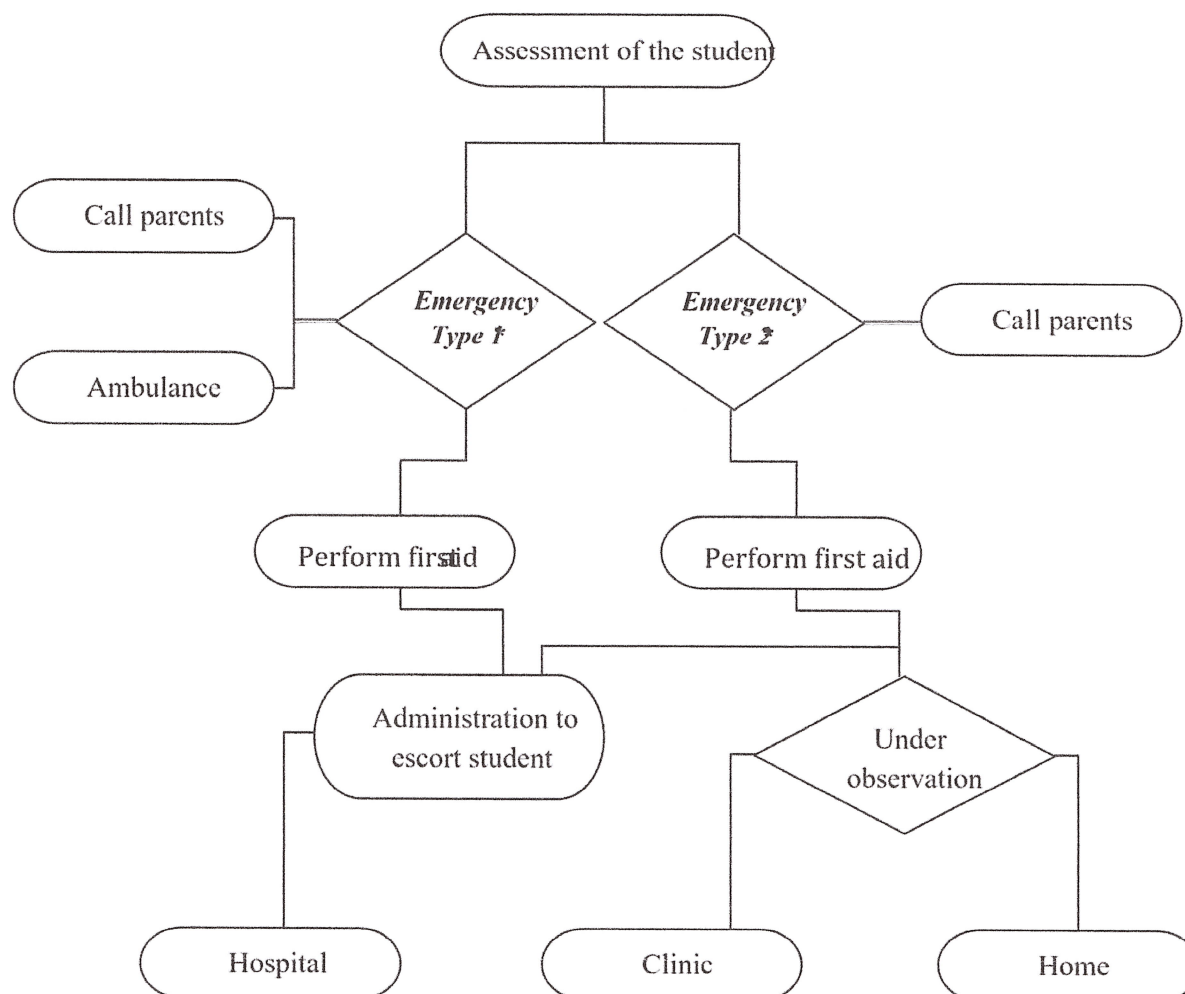 Assessment of the student
Call parents
Emergency
Type 1*
Emergency
Type 2*
Call parents
Ambulance
Perform first aid
Perform first aid
Administration to
escort student
Under
observation
Hospital
Clinic
Home